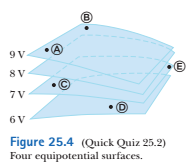 B
A
E
9 V
8 V
C
7 V
D
6 V
Figure 25.4 (Quick Quiz 25.2)
Four equipotential surfaces.